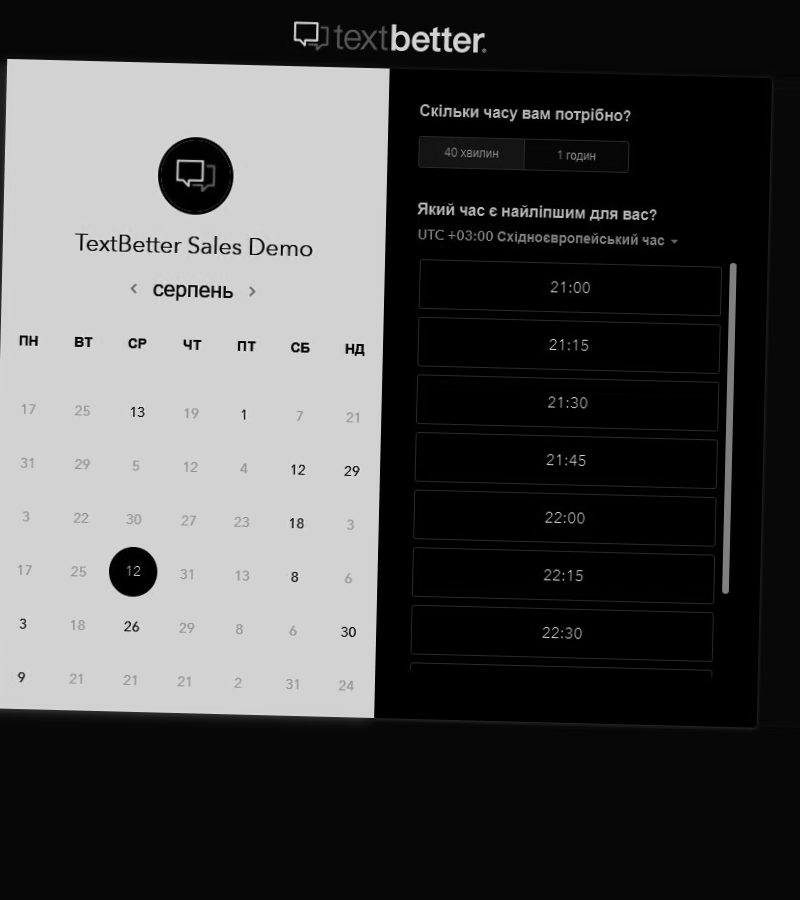 textbetter.
TextBetter Sales Demo
серпень
ПН ВТ СР ЧТ ПТ СБ НД
17 25 13 19 1 7 21
31 29 5 12 4 12 29
3 22 30 27 23 18 3
17 25 12 31 13 8 6
3 18 26 29 8 6 30
9 21 21 21 2 31 24
Скільки часу вам потрібно?
40 хвилин 1 годин
Який час є найліпшим для вас?
UTC +03:00 Східноєвропейський час
21:00
21:15
21:30
21:45
22:00
22:15
22:30